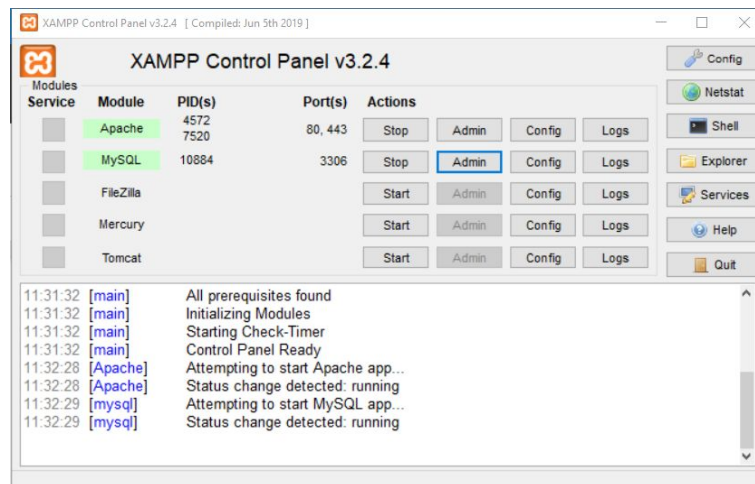 XAMPP Control Panel v3.2.4 [ Compiled: Jun 5th 2019 ]
XAMPP Control Panel v3.2.4
Config
Modules
Service Module PID(s) Port(s) Actions
Netstat
Apache 4572 7520 80, 443 Stop Admin Config Logs
Shell
MySQL 10884 3306 Stop Admin Config Logs
Explorer
FileZilla Start Admin Config Logs
Services
Mercury Start Admin Config Logs
Help
Tomcat Start Admin Config Logs
Quit
11:31:32 [main] All prerequisites found
11:31:32 [main] Initializing Modules
11:31:32 [main] Starting Check-Timer
11:31:32 [main] Control Panel Ready
11:32:28 [Apache] Attempting to start Apache app...
11:32:28 [Apache] Status change detected: running
11:32:29 [mysql] Attempting to start MySQL app...
11:32:29 [mysql] Status change detected: running